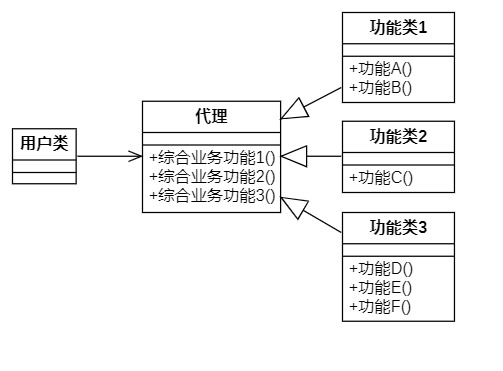 功能类1
+功能A()
+功能B()
代理
+综合业务功能1()
+综合业务功能2()
+综合业务功能3()
用户类
功能类2
+功能C()
功能类3
+功能D()
+功能E()
+功能F()